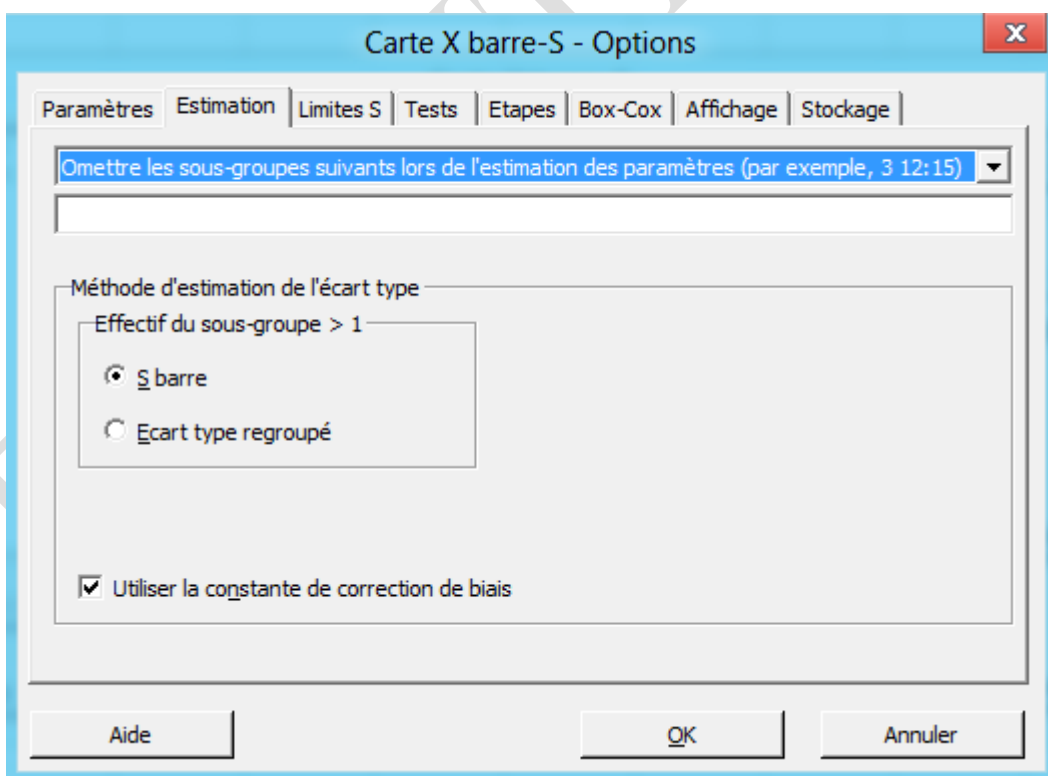 Carte X barre-S - Options
x
Paramètres Estimation Limites S Tests Etapes Box-Cox Affichage Stockage
Omettre les sous-groupes suivants lors de l'estimation des paramètres (par exemple, 3 12:15)
Méthode d'estimation de l'écart type
Effectif du sous-groupe > 1
S barre
Ecart type regroupé
Utiliser la constante de correction de biais
Aide OK Annuler